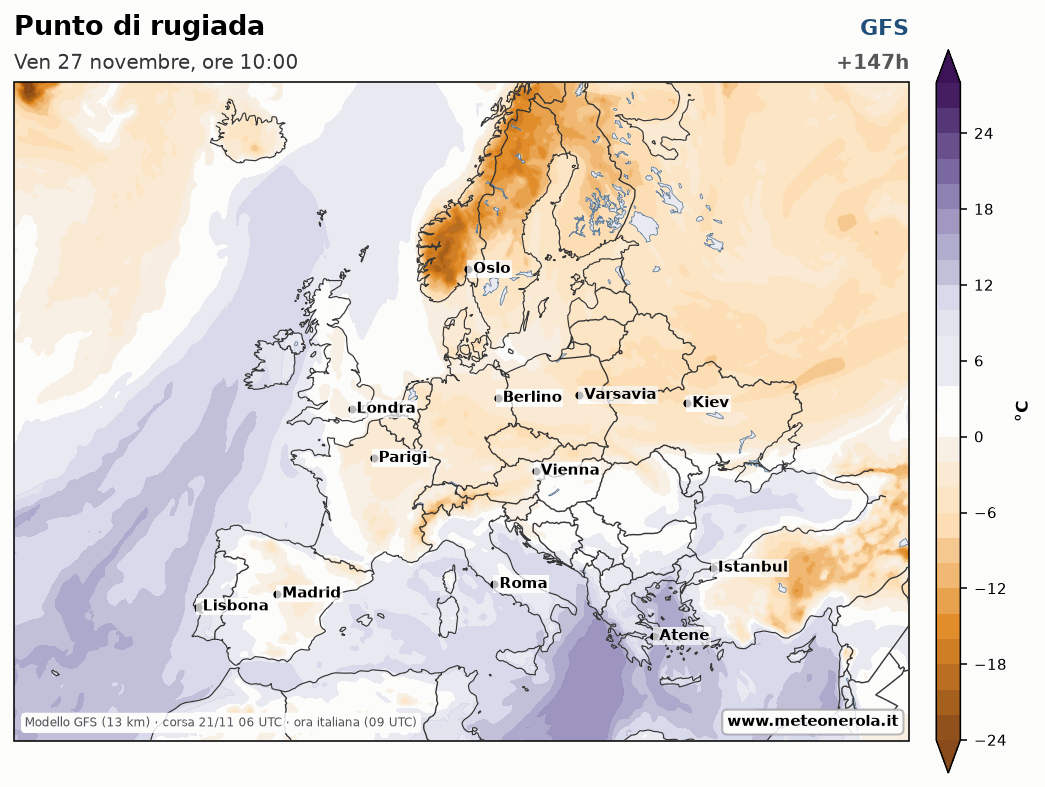 Punto di rugiada
GFS
Ven 27 novembre, ore 10:00
+147h
24
18
12
6
0
−6
−12
−18
−24
°C
Oslo
Berlino
Varsavia
Kiev
Londra
Parigi
Vienna
Istanbul
Roma
Madrid
Lisbona
Atene
Modello GFS (13 km) · corsa 21/11 06 UTC · ora italiana (09 UTC)
www.meteonerola.it